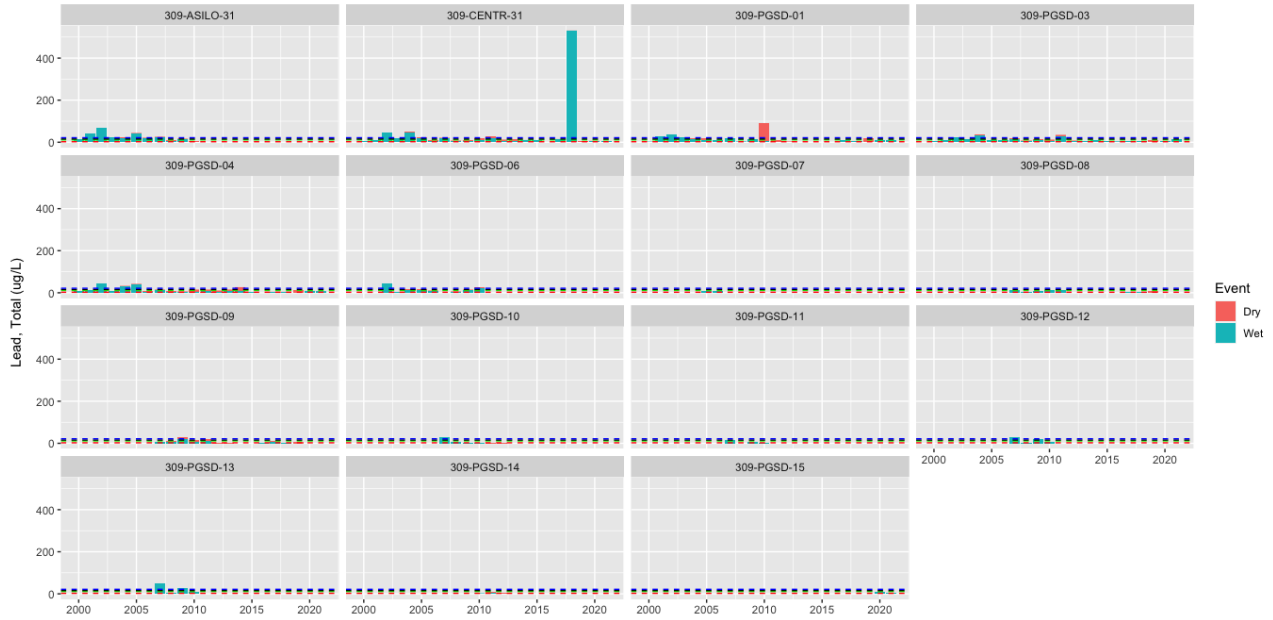 309-ASILO-31
309-CENTR-31
309-PGSD-01
309-PGSD-03
400
200
0
309-PGSD-04
309-PGSD-06
309-PGSD-07
309-PGSD-08
400
200
0
Lead, Total (ug/L)
Event
Dry
Wet
309-PGSD-09
309-PGSD-10
309-PGSD-11
309-PGSD-12
400
200
0
2000 2005 2010 2015 2020
309-PGSD-13
309-PGSD-14
309-PGSD-15
400
200
0
2000 2005 2010 2015 2020
2000 2005 2010 2015 2020
2000 2005 2010 2015 2020